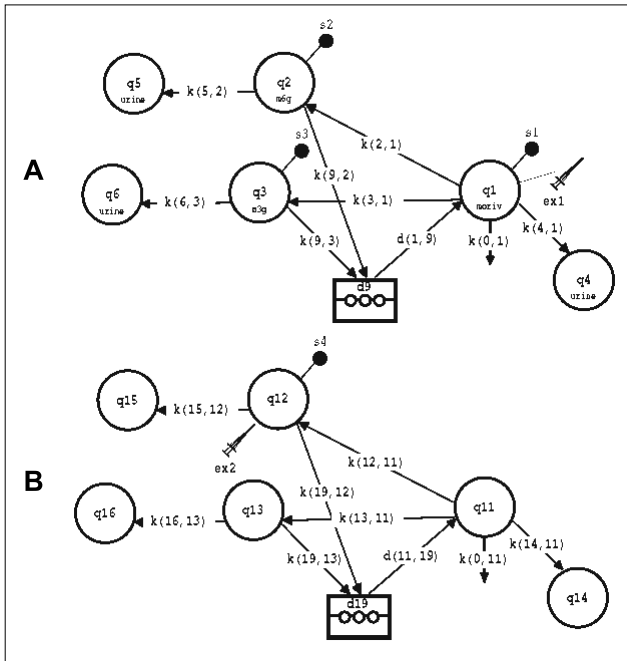 s2
q5
urine
k(5,2)
q2
m6g
A
s3
k(2,1)
s1
q6
urine
k(6,3)
q3
m3g
k(9,2)
k(3,1)
q1
moriv
ex1
k(9,3)
d(1,9)
k(0,1)
k(4,1)
d9
q4
urine
s4
q15
k(15,12)
q12
ex2
k(12,11)
B
k(19,12)
q16
k(16,13)
q13
k(13,11)
q11
k(19,13)
d(11,19)
k(0,11)
k(14,11)
d19
q14